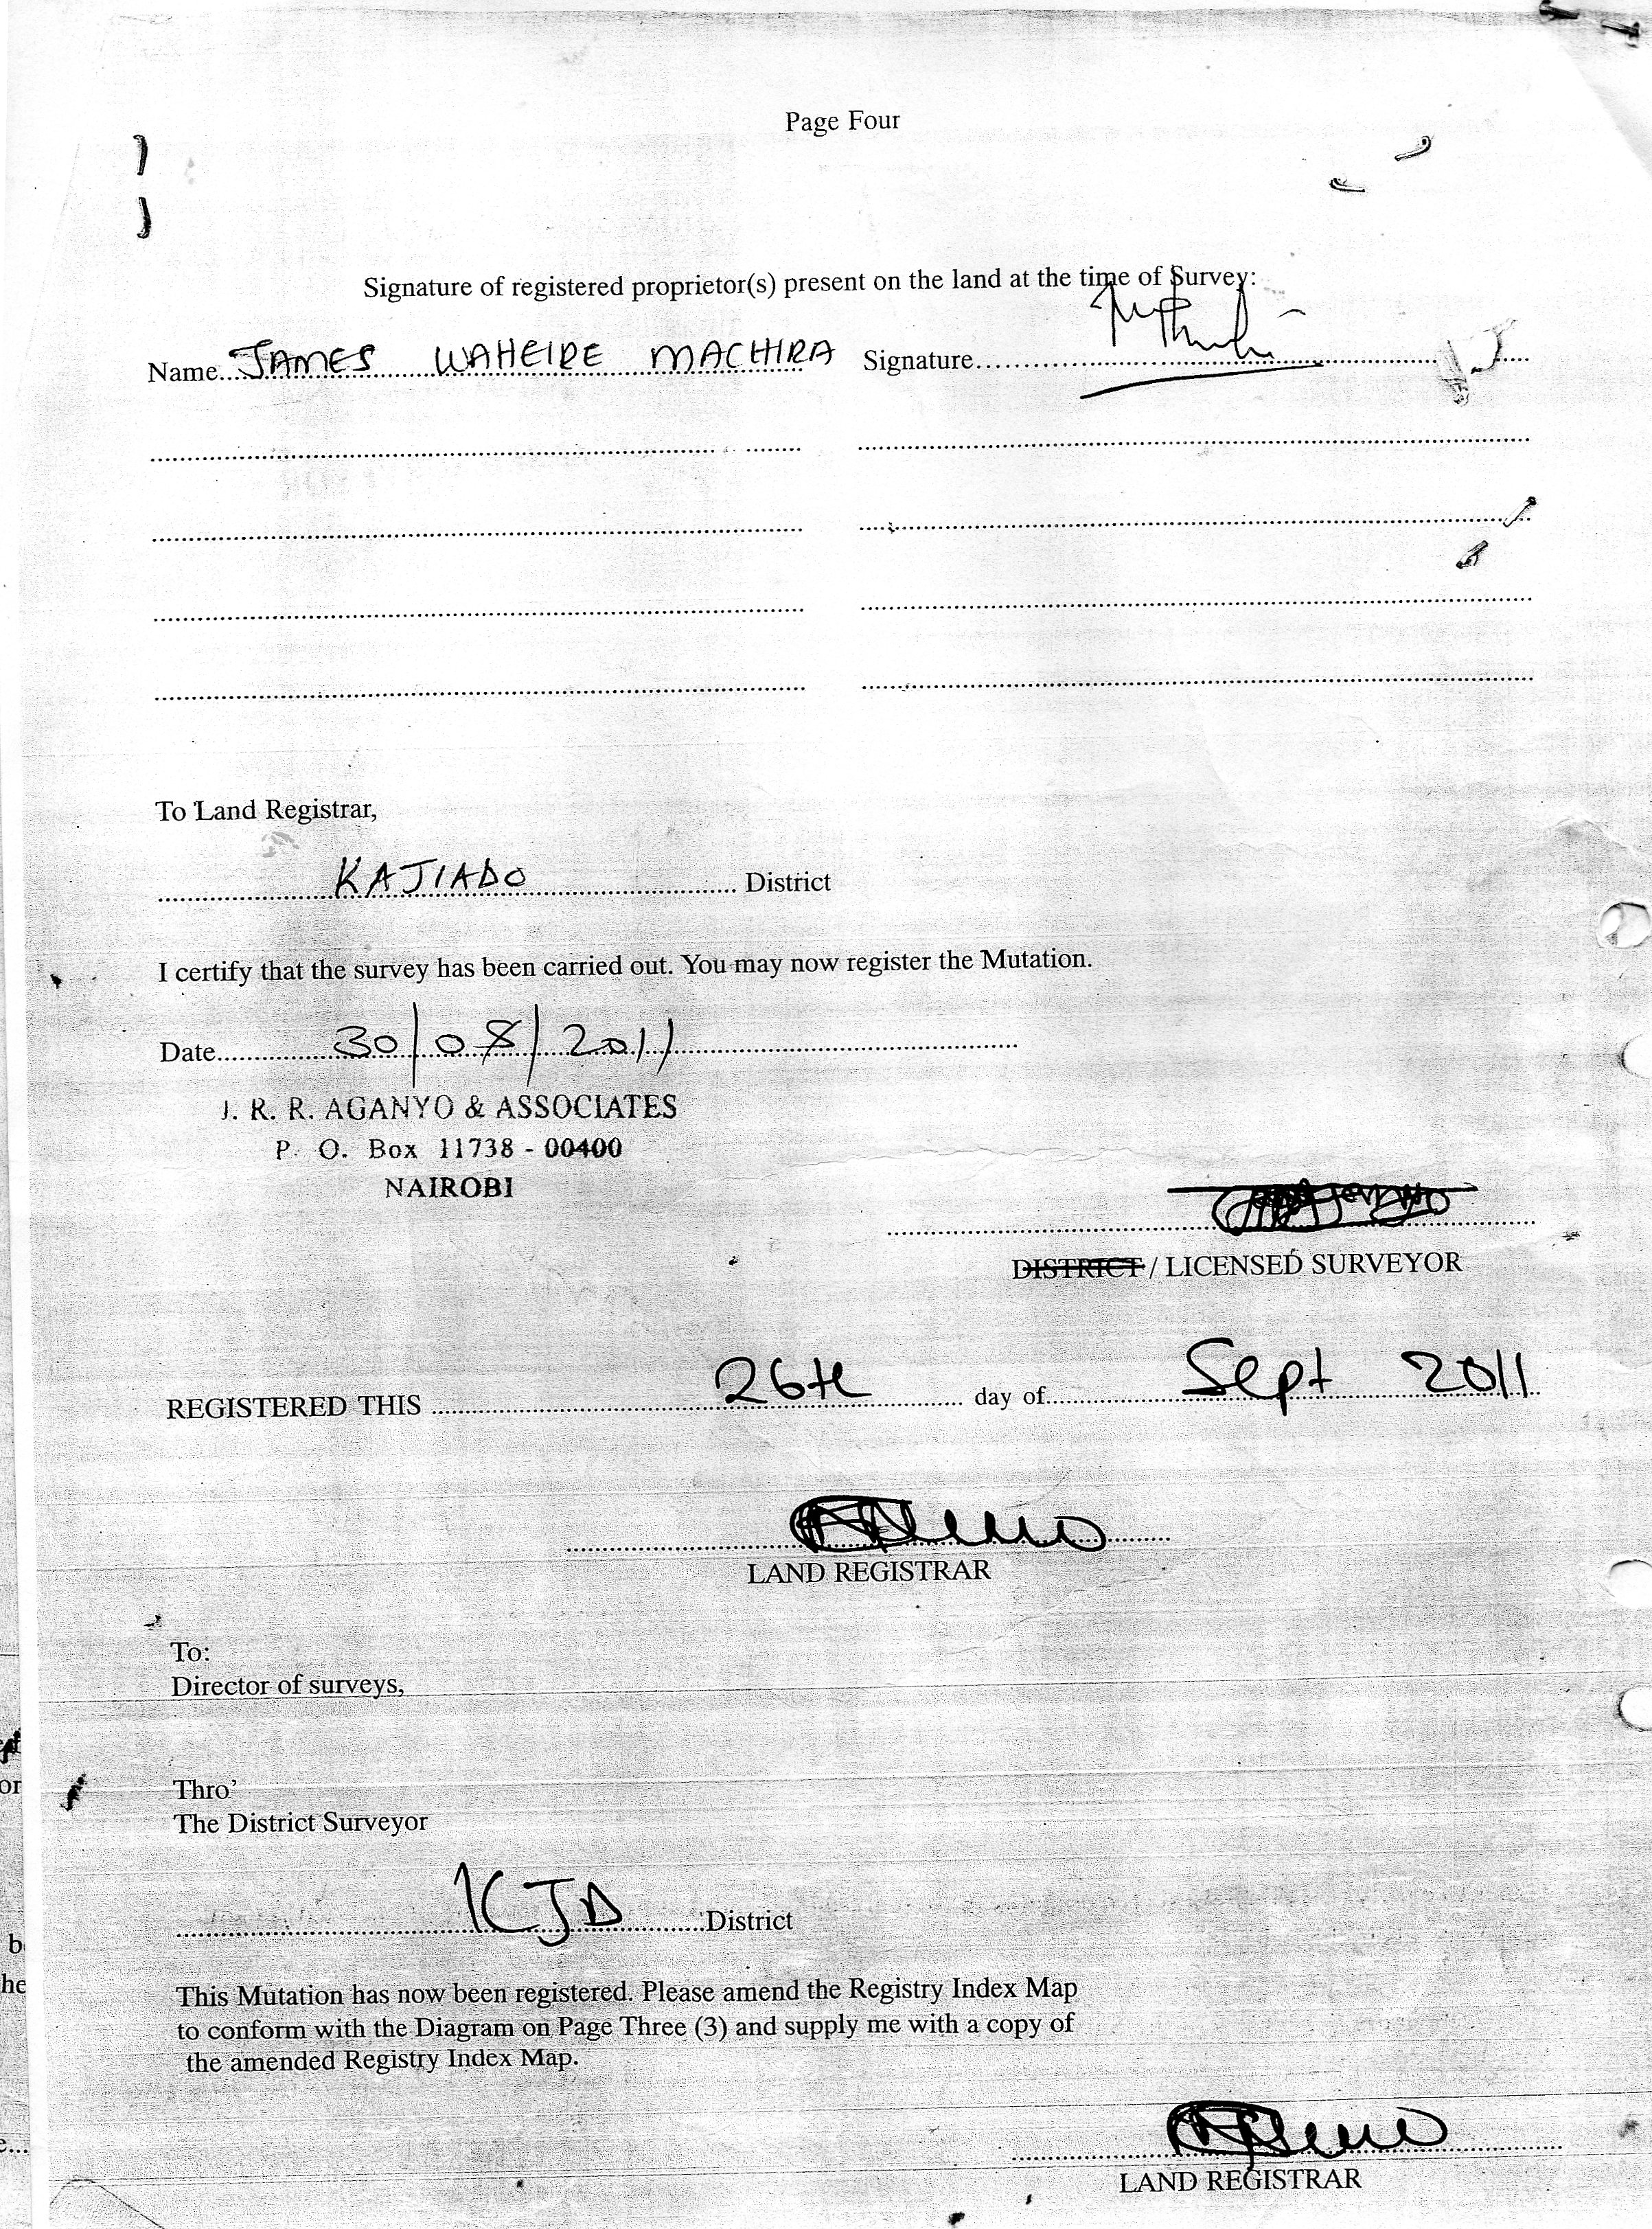 Page Four
Signature of registered proprietor(s) present on the land at the time of Survey:
Name JAMES WAHEIRE MACHIRA Signature
To Land Registrar,
KAJIADO District
I certify that the survey has been carried out. You may now register the Mutation.
Date 30/08/2011
J. R. R. AGANYO & ASSOCIATES
P. O. Box 11738 - 00400
NAIROBI
DISTRICT / LICENSED SURVEYOR
REGISTERED THIS 26th day of Sept 2011
LAND REGISTRAR
To:
Director of surveys,
Thro'
The District Surveyor
KJD District
This Mutation has now been registered. Please amend the Registry Index Map
to conform with the Diagram on Page Three (3) and supply me with a copy of
the amended Registry Index Map.
LAND REGISTRAR